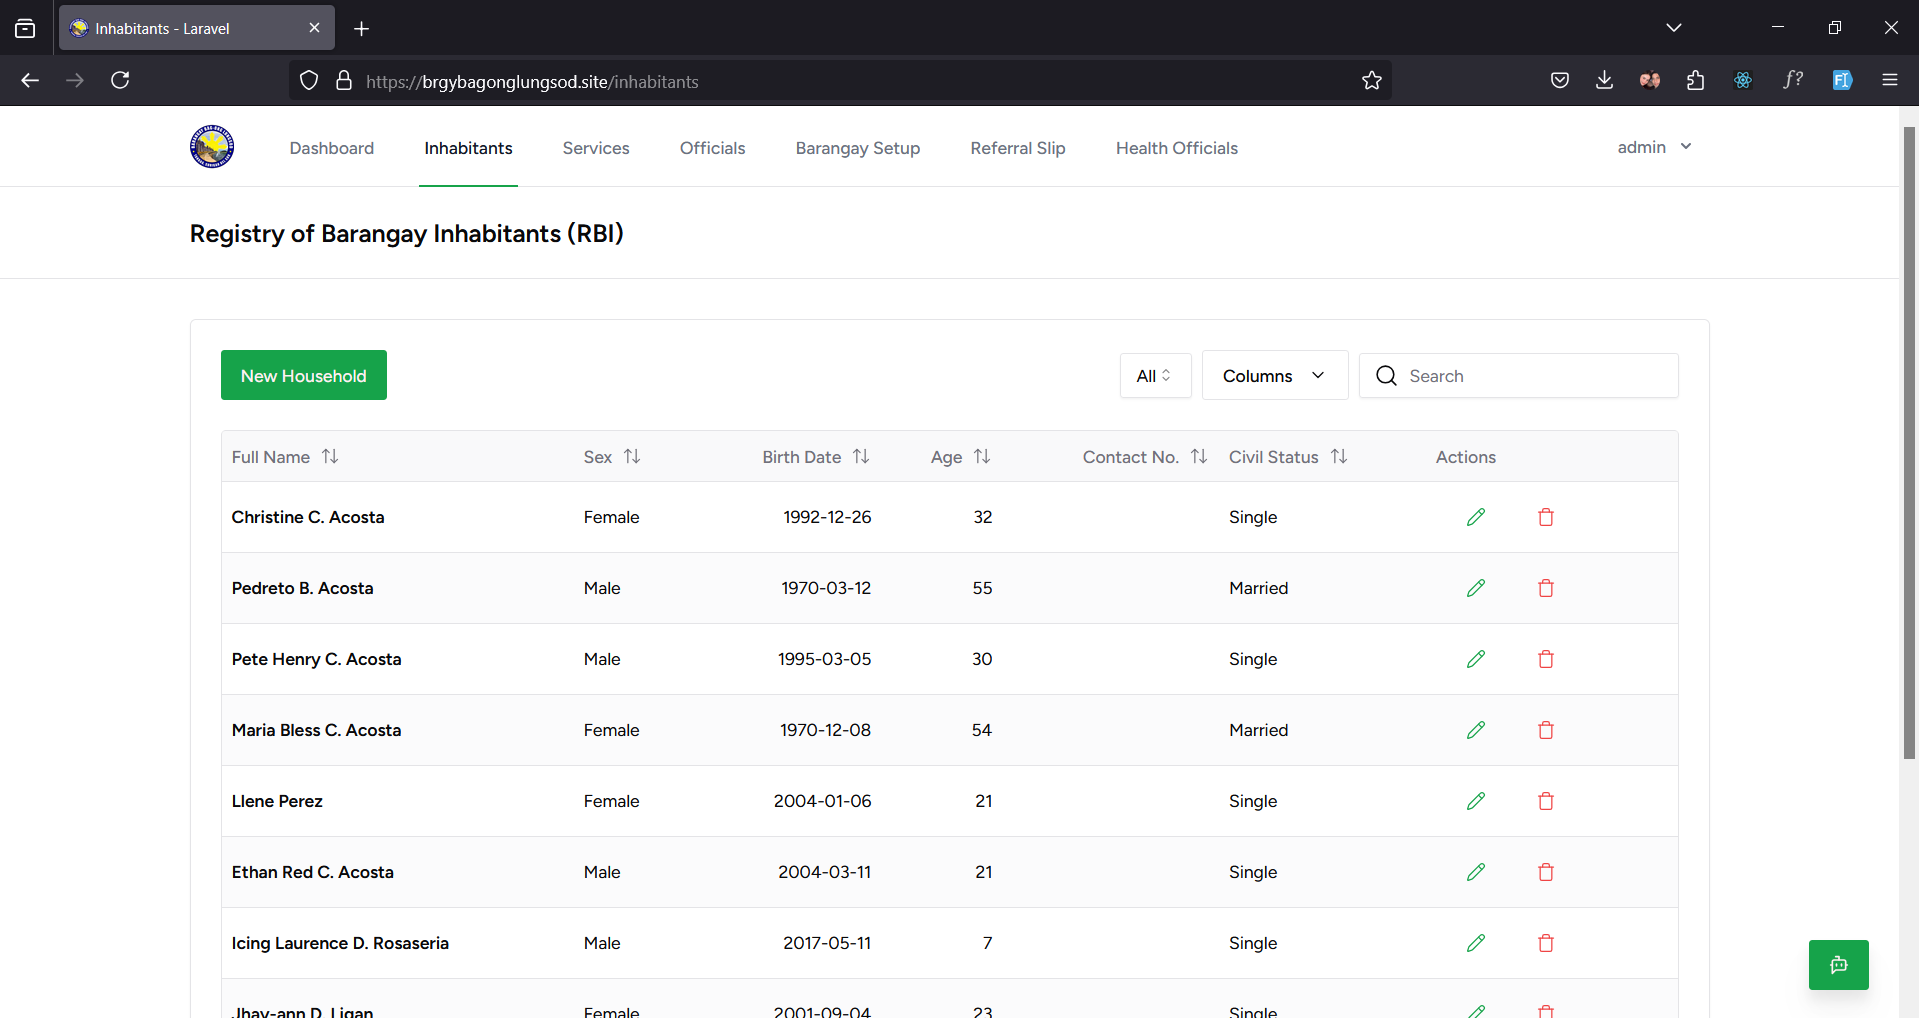 Inhabitants - Laravel
https://brgybagonglungsod.site/inhabitants
Dashboard Inhabitants Services Officials Barangay Setup Referral Slip Health Officials admin
Registry of Barangay Inhabitants (RBI)
New Household All Columns Search
Full Name Sex Birth Date Age Contact No. Civil Status Actions
Christine C. Acosta Female 1992-12-26 32 Single
Pedreto B. Acosta Male 1970-03-12 55 Married
Pete Henry C. Acosta Male 1995-03-05 30 Single
Maria Bless C. Acosta Female 1970-12-08 54 Married
Llene Perez Female 2004-01-06 21 Single
Ethan Red C. Acosta Male 2004-03-11 21 Single
Icing Laurence D. Rosaseria Male 2017-05-11 7 Single
Jhay-ann D. Ligan Female 2001-09-04 23 Single